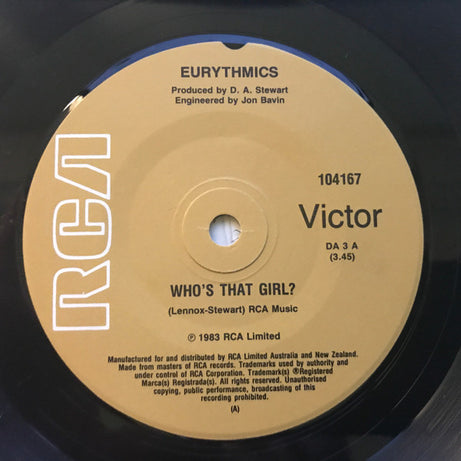 EURYTHMICS
Produced by D. A. Stewart
Engineered by Jon Bavin
RCA
104167
Victor
DA 3 A
(3.45)
WHO'S THAT GIRL?
(Lennox-Stewart) RCA Music
℗ 1983 RCA Limited
Manufactured for and distributed by RCA Limited Australia and New Zealand.
Made from masters of RCA records. Trademarks used by authority and
under control of RCA Corporation. Trademark(s) ®Registered
Marca(s) Registrada(s). All rights reserved. Unauthorised
copying, public performance, broadcasting of this
recording prohibited.
(A)